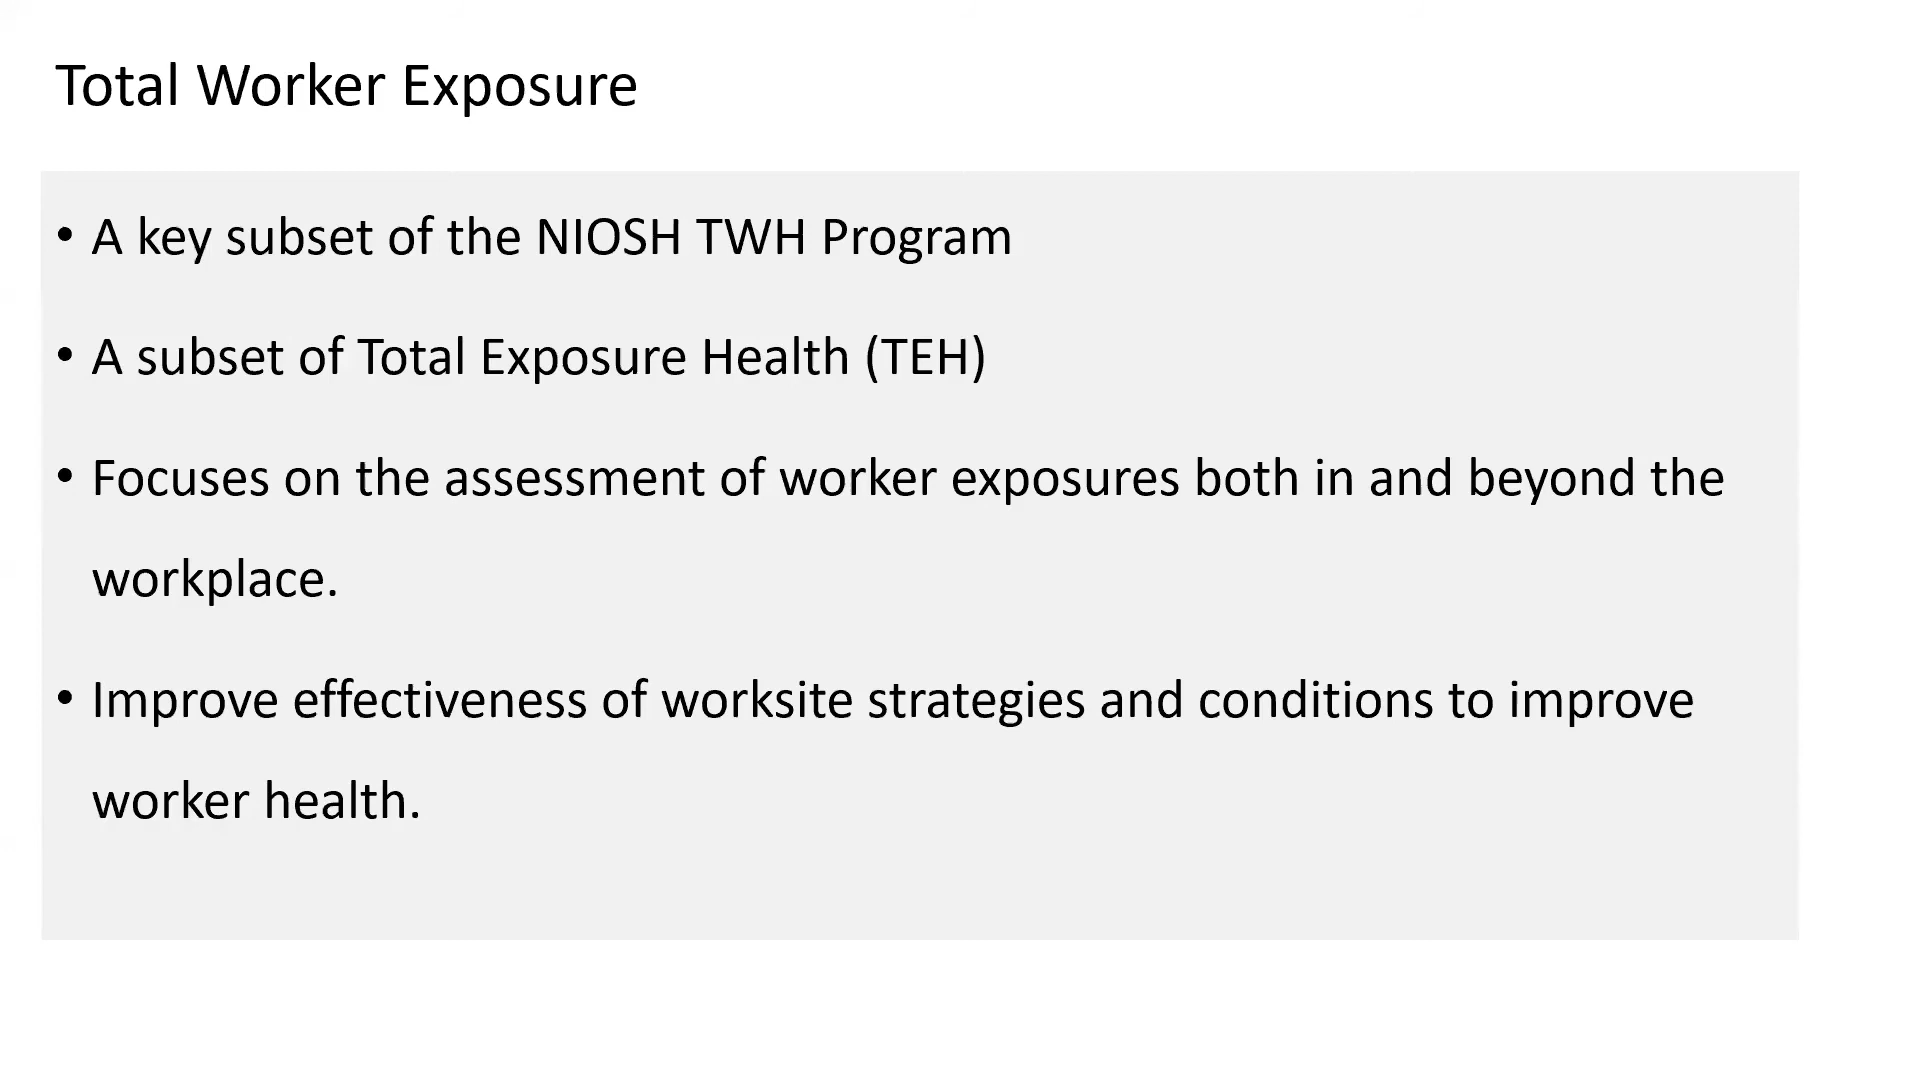 Total Worker Exposure
• A key subset of the NIOSH TWH Program
• A subset of Total Exposure Health (TEH)
• Focuses on the assessment of worker exposures both in and beyond the
workplace.
• Improve effectiveness of worksite strategies and conditions to improve
worker health.